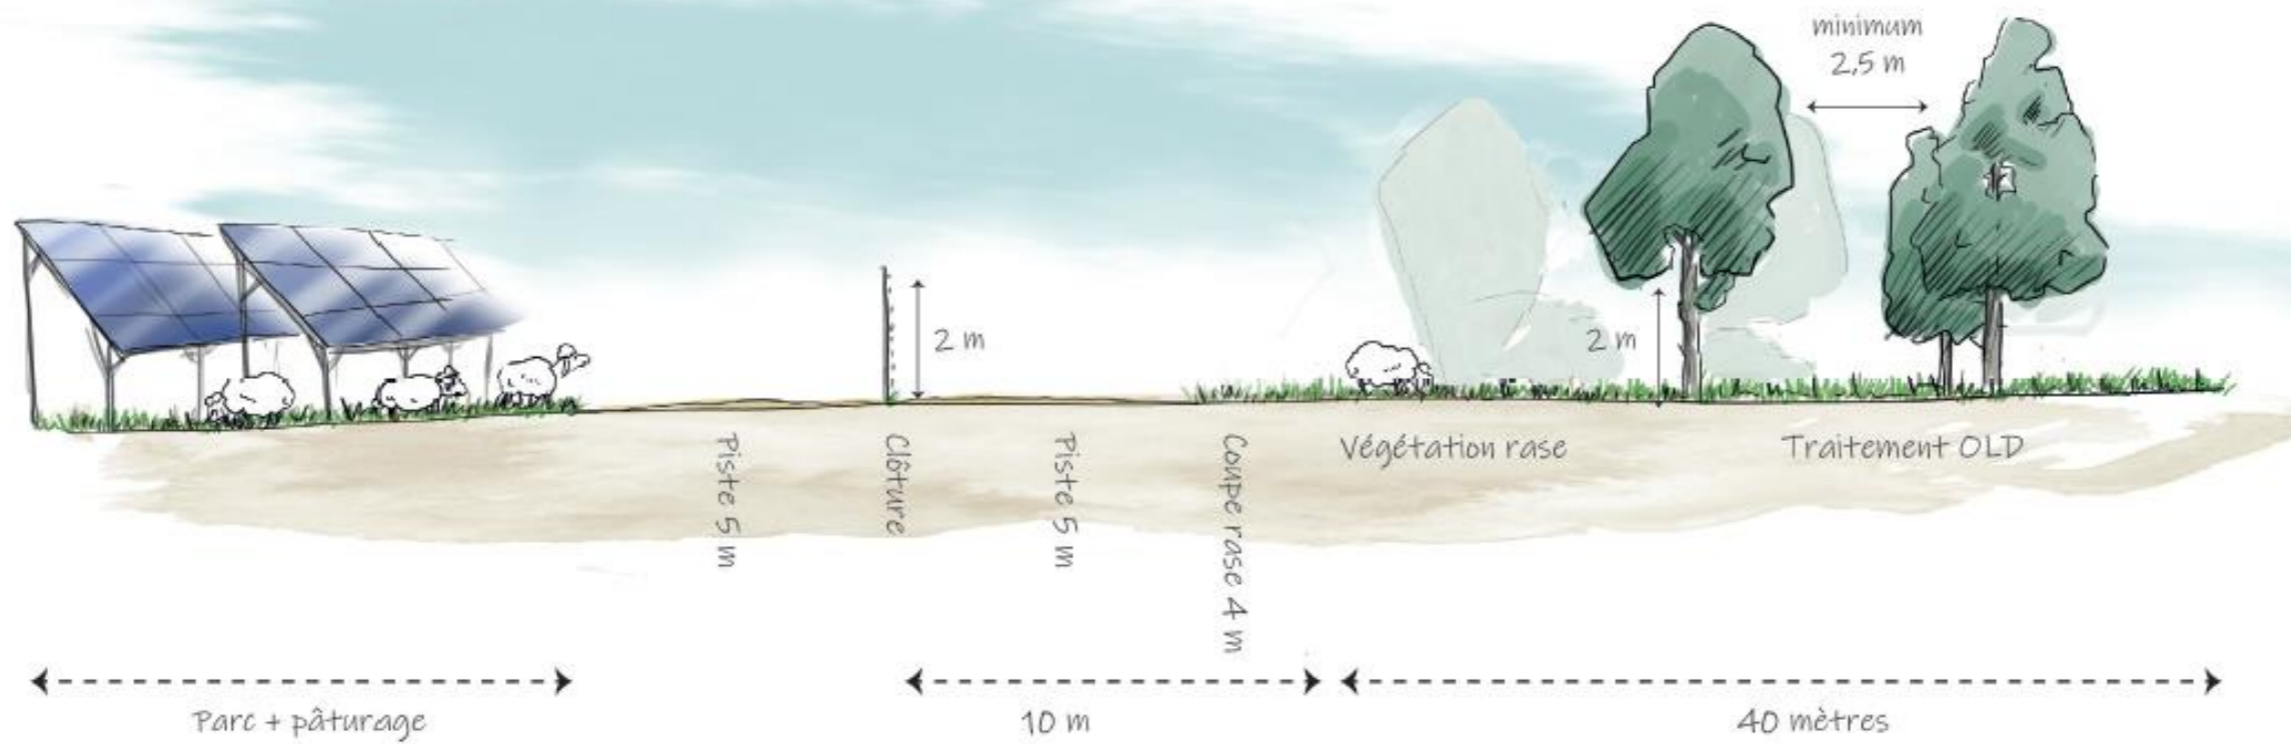 minimum
2,5 m
2 m
2 m
Piste 5 m
Clôture
Piste 5 m
Coupe rase 4 m
Végétation rase
Traitement OLD
Parc + pâturage
10 m
40 mètres